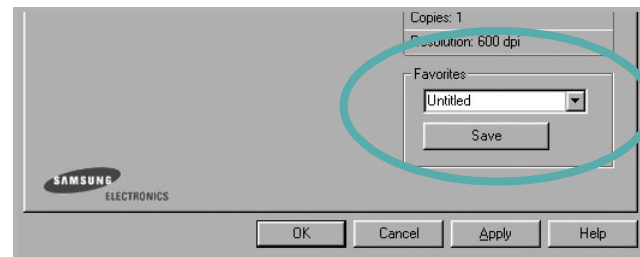 Copies: 1
Resolution: 600 dpi
Favorites
Untitled
Save
SAMSUNG
ELECTRONICS
OK Cancel Apply Help